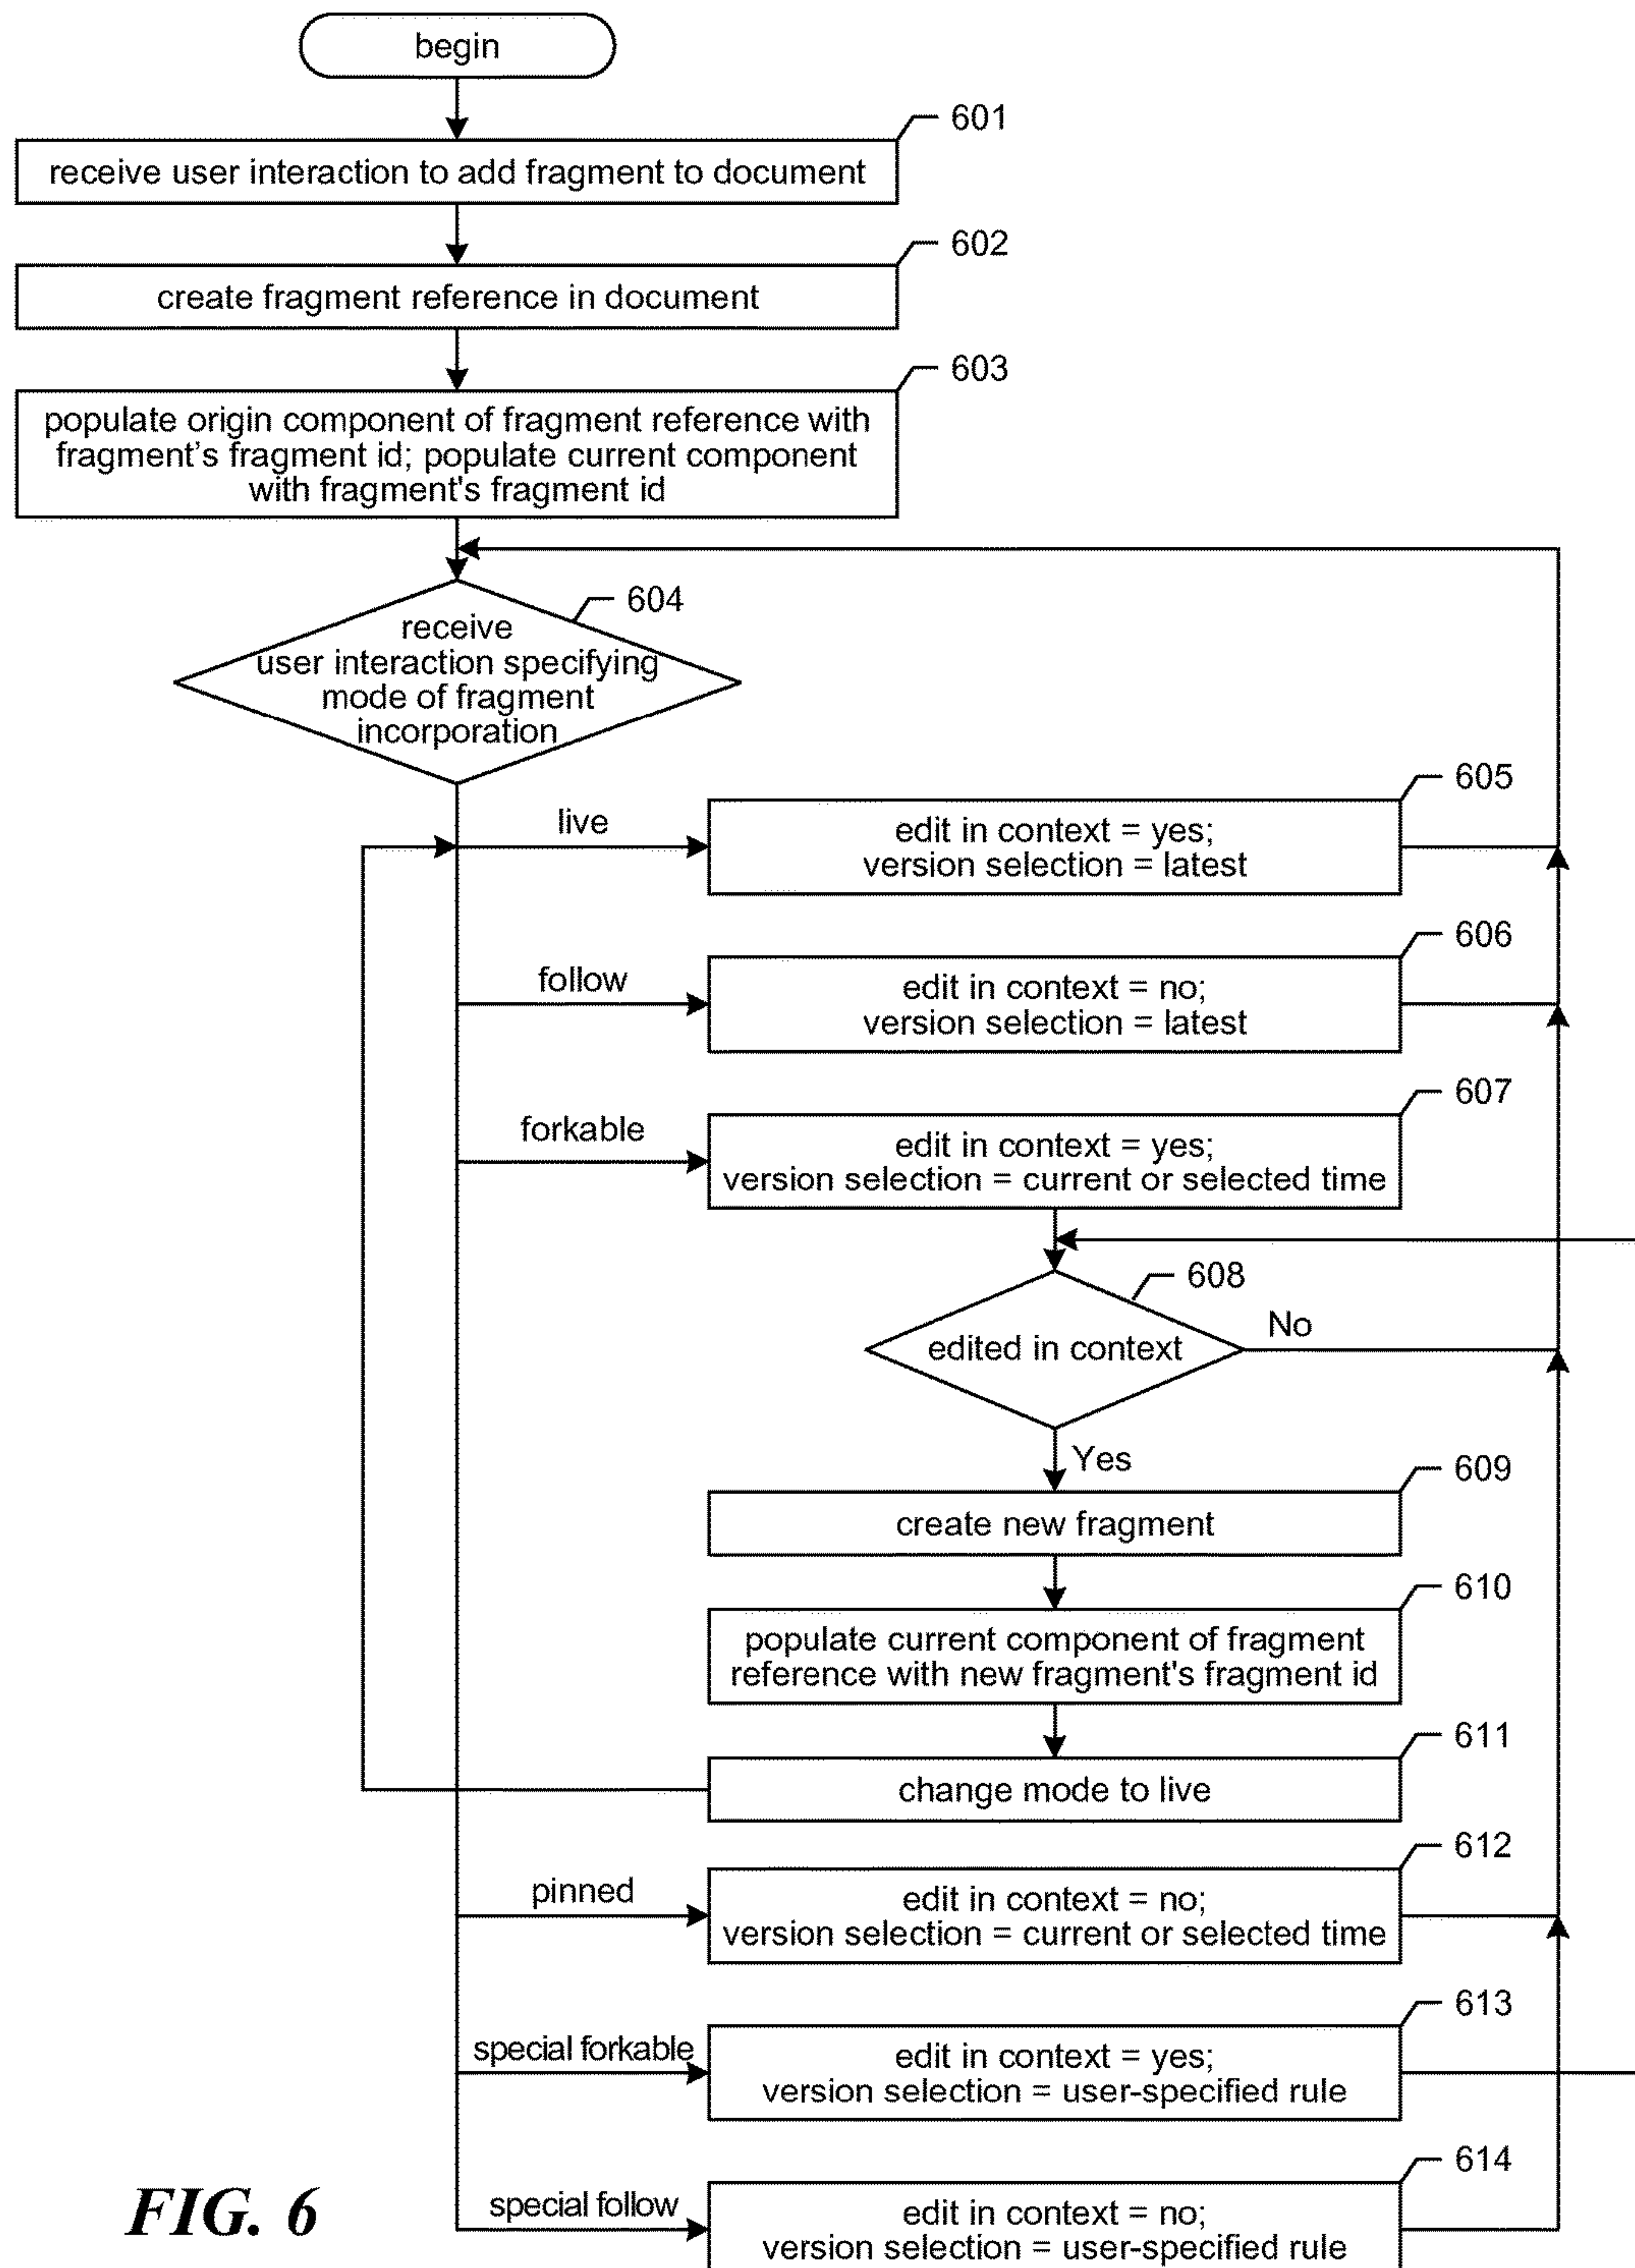 begin
601
receive user interaction to add fragment to document
602
create fragment reference in document
603
populate origin component of fragment reference with
fragment's fragment id; populate current component
with fragment's fragment id
604
receive
user interaction specifying
mode of fragment
incorporation
605
live
edit in context = yes;
version selection = latest
606
follow
edit in context = no;
version selection = latest
607
forkable
edit in context = yes;
version selection = current or selected time
608
edited in context
No
Yes
609
create new fragment
610
populate current component of fragment
reference with new fragment's fragment id
611
change mode to live
612
pinned
edit in context = no;
version selection = current or selected time
613
special forkable
edit in context = yes;
version selection = user-specified rule
614
special follow
edit in context = no;
version selection = user-specified rule
FIG. 6